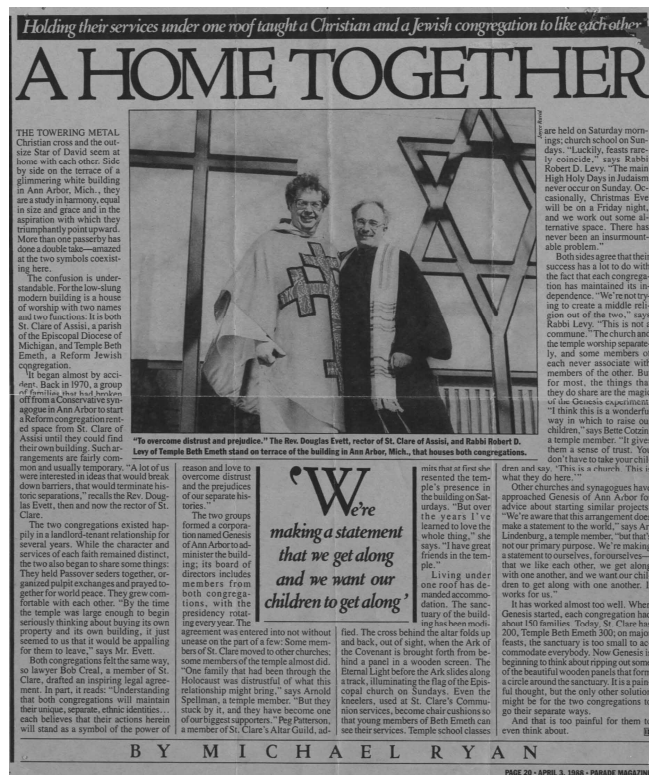 Holding their services under one roof taught a Christian and a Jewish congregation to like each other
A HOME TOGETHER
THE TOWERING METAL
Christian cross and the out-
size Star of David seem at
home with each other. Side
by side on the terrace of a
glimmering white building
in Ann Arbor, Mich., they
are a study in harmony, equal
in size and grace and in the
aspiration with which they
triumphantly point upward.
More than one passerby has
done a double take—amazed
at the two symbols coexist-
ing here.
The confusion is under-
standable. For the low-slung
modern building is a house
of worship with two names
and two functions. It is both
St. Clare of Assisi, a parish
of the Episcopal Diocese of
Michigan, and Temple Beth
Emeth, a Reform Jewish
congregation.
It began almost by acci-
dent. Back in 1970, a group
of families that had broken
off from a Conservative syn-
agogue in Ann Arbor to start
a Reform congregation rent-
ed space from St. Clare of
Assisi until they could find
their own building. Such ar-
rangements are fairly com-
mon and usually temporary. “A lot of us
were interested in ideas that would break
down barriers, that would terminate his-
toric separations,” recalls the Rev. Doug-
las Evett, then and now the rector of St.
Clare.
The two congregations existed hap-
pily in a landlord-tenant relationship for
several years. While the character and
services of each faith remained distinct,
the two also began to share some things:
They held Passover seders together, or-
ganized pulpit exchanges and prayed to-
gether for world peace. They grew com-
fortable with each other. “By the time
the temple was large enough to begin
seriously thinking about buying its own
property and its own building, it just
seemed to us that it would be appalling
for them to leave,” says Mr. Evett.
Both congregations felt the same way,
so lawyer Bob Creal, a member of St.
Clare, drafted an inspiring legal agree-
ment. In part, it reads: “Understanding
that both congregations will maintain
their unique, separate, ethnic identities…
each believes that their actions herein
will stand as a symbol of the power of
Joyce Ravid
“To overcome distrust and prejudice.” The Rev. Douglas Evett, rector of St. Clare of Assisi, and Rabbi Robert D.
Levy of Temple Beth Emeth stand on terrace of the building in Ann Arbor, Mich., that houses both congregations.
reason and love to
overcome distrust
and the prejudices
of our separate his-
tories.”
The two groups
formed a corpora-
tion named Genesis
of Ann Arbor to ad-
minister the build-
ing; its board of
directors includes
members from
both congrega-
tions, with the
presidency rotat-
ing every year. The
agreement was entered into not without
unease on the part of a few: Some mem-
bers of St. Clare moved to other churches;
some members of the temple almost did.
“One family that had been through the
Holocaust was distrustful of what this
relationship might bring,” says Arnold
Spellman, a temple member. “But they
stuck by it, and they have become one
of our biggest supporters.” Peg Patterson,
a member of St. Clare’s Altar Guild, ad-
‘We’re
making a statement
that we get along
and we want our
children to get along’
mits that at first she
resented the tem-
ple’s presence in
the building on Sat-
urdays. “But over
the years I’ve
learned to love the
whole thing,” she
says. “I have great
friends in the tem-
ple.”
Living under
one roof has de-
manded accommo-
dation. The sanc-
tuary of the build-
ing has been modi-
fied. The cross behind the altar folds up
and back, out of sight, when the Ark of
the Covenant is brought forth from be-
hind a panel in a wooden screen. The
Eternal Light before the Ark slides along
a track, illuminating the flag of the Epis-
copal church on Sundays. Even the
kneelers, used at St. Clare’s Commu-
nion services, become chair cushions so
that young members of Beth Emeth can
see their services. Temple school classes
are held on Saturday morn-
ings; church school on Sun-
days. “Luckily, feasts rare-
ly coincide,” says Rabbi
Robert D. Levy. “The main
High Holy Days in Judaism
never occur on Sunday. Oc-
casionally, Christmas Eve
will be on a Friday night,
and we work out some al-
ternative space. There has
never been an insurmount-
able problem.”
Both sides agree that their
success has a lot to do with
the fact that each congrega-
tion has maintained its in-
dependence. “We’re not try-
ing to create a middle reli-
gion out of the two,” says
Rabbi Levy. “This is not a
commune.” The church and
the temple worship separate-
ly, and some members of
each never associate with
members of the other. But
for most, the things that
they do share are the magic
of the Genesis experiment.
“I think this is a wonderful
way in which to raise our
children,” says Bette Cotzin,
a temple member. “It gives
them a sense of trust. You
don’t have to take your chil-
dren and say, ‘This is a church. This is
what they do here.’”
Other churches and synagogues have
approached Genesis of Ann Arbor for
advice about starting similar projects.
“We’re aware that this arrangement does
make a statement to the world,” says Art
Lindenburg, a temple member, “but that’s
not our primary purpose. We’re making
a statement to ourselves, for ourselves—
that we like each other, we get along
with one another, and we want our chil-
dren to get along with one another. It
works for us.”
It has worked almost too well. When
Genesis started, each congregation had
about 150 families. Today, St. Clare has
200, Temple Beth Emeth 300; on major
feasts, the sanctuary is too small to ac-
commodate everybody. Now Genesis is
beginning to think about ripping out some
of the beautiful wooden panels that form
a circle around the sanctuary. It is a pain-
ful thought, but the only other solution
might be for the two congregations to
go their separate ways.
And that is too painful for them to
even think about.
BY MICHAEL RYAN
PAGE 20 • APRIL 3, 1988 • PARADE MAGAZINE